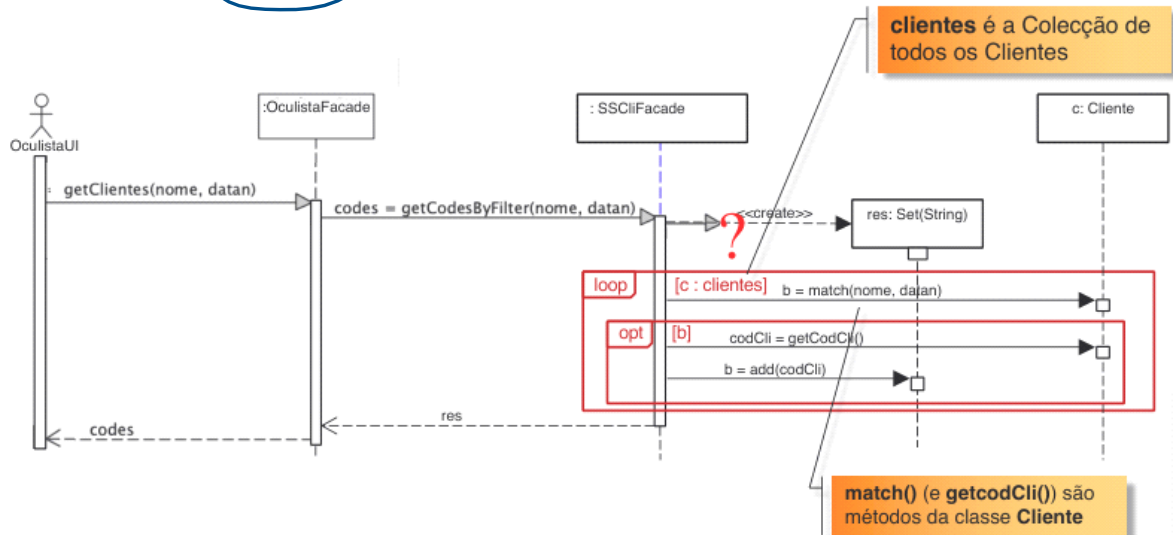 clientes é a Colecção de
todos os Clientes
:OculistaFacade
: SSCliFacade
c: Cliente
OculistaUI
getClientes(nome, datan)
codes = getCodesByFilter(nome, datan)
?
<<create>>
res: Set(String)
loop
[c : clientes]
b = match(nome, datan)
opt
[b]
codCli = getCodCli()
b = add(codCli)
res
codes
match() (e getcodCli()) são
métodos da classe Cliente